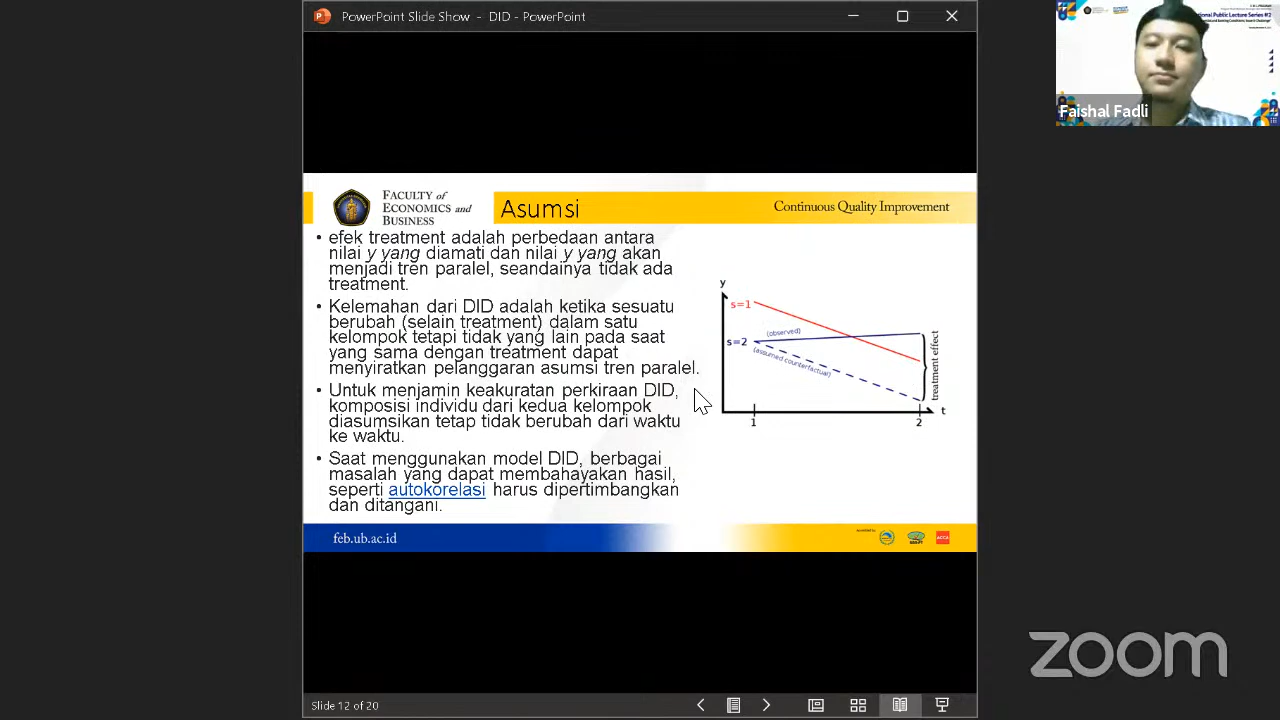 PowerPoint Slide Show - DID - PowerPoint
Faishal Fadli
FACULTY of
ECONOMICS and
BUSINESS
Asumsi
Continuous Quality Improvement
• efek treatment adalah perbedaan antara
nilai y yang diamati dan nilai y yang akan
menjadi tren paralel, seandainya tidak ada
treatment.
• Kelemahan dari DID adalah ketika sesuatu
berubah (selain treatment) dalam satu
kelompok tetapi tidak yang lain pada saat
yang sama dengan treatment dapat
menyiratkan pelanggaran asumsi tren paralel.
• Untuk menjamin keakuratan perkiraan DID,
komposisi individu dari kedua kelompok
diasumsikan tetap tidak berubah dari waktu
ke waktu.
• Saat menggunakan model DID, berbagai
masalah yang dapat membahayakan hasil,
seperti autokorelasi harus dipertimbangkan
dan ditangani.
y
s=1
(observed)
s=2
(assumed counterfactual)
treatment effect
t
1
2
feb.ub.ac.id
ACCA
zoom
Slide 12 of 20